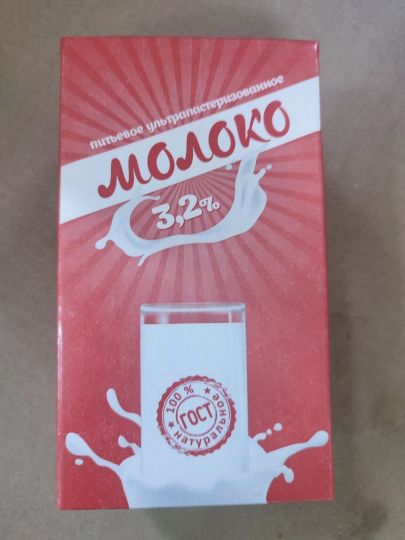 питьевое ультрапастеризованное
МОЛОКО
3,2%
100 %
ГОСТ
натуральное